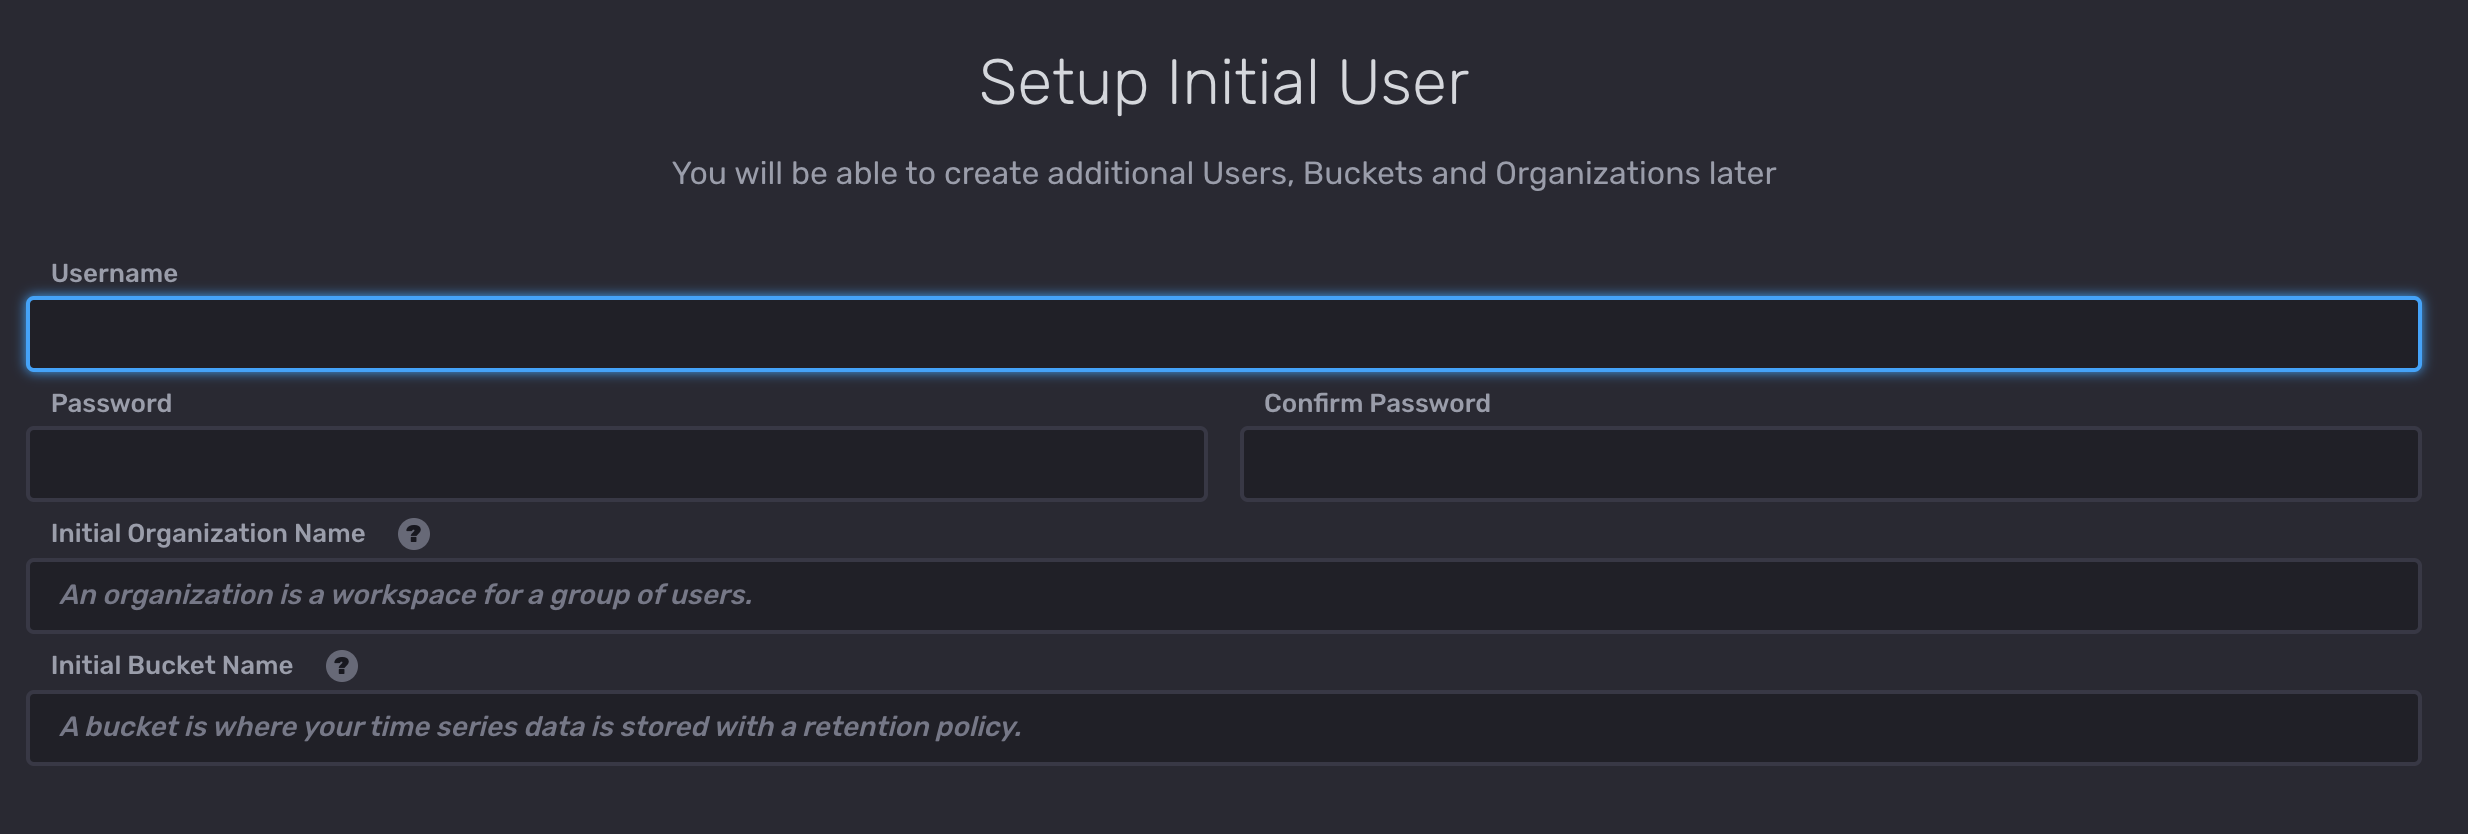 Setup Initial User
You will be able to create additional Users, Buckets and Organizations later
Username
Password
Confirm Password
Initial Organization Name ?
An organization is a workspace for a group of users.
Initial Bucket Name ?
A bucket is where your time series data is stored with a retention policy.